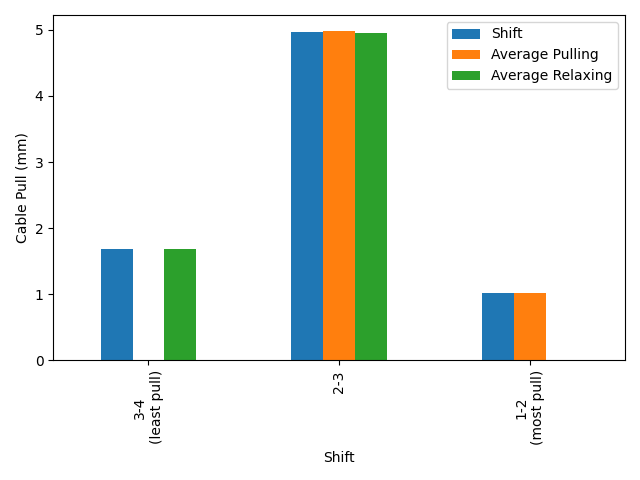 5
4
3
2
1
0
Cable Pull (mm)
Shift
Average Pulling
Average Relaxing
3-4
(least pull)
2-3
1-2
(most pull)
Shift